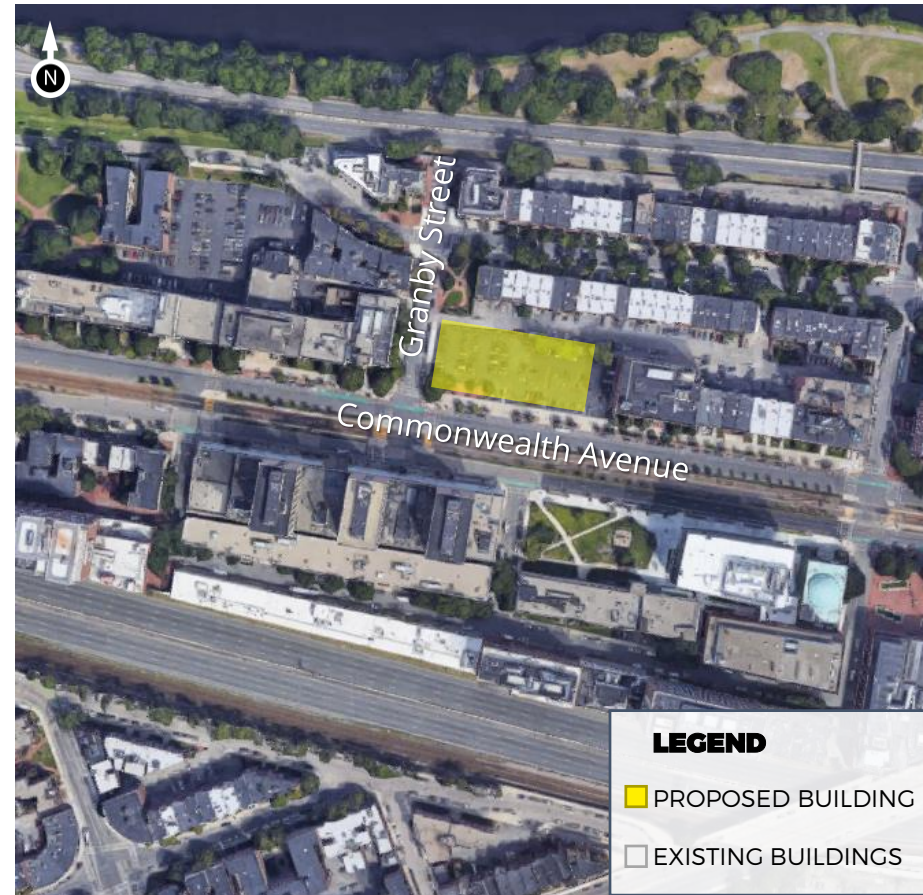 N
Granby Street
Commonwealth Avenue
LEGEND
PROPOSED BUILDING
EXISTING BUILDINGS